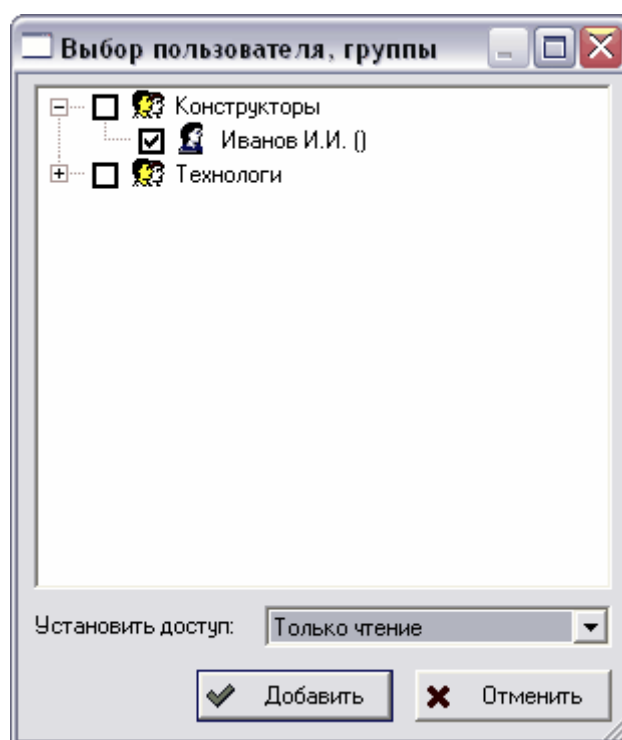 Выбор пользователя, группы
Конструкторы
Иванов И.И. ()
Технологи
Установить доступ: Только чтение
Добавить Отменить